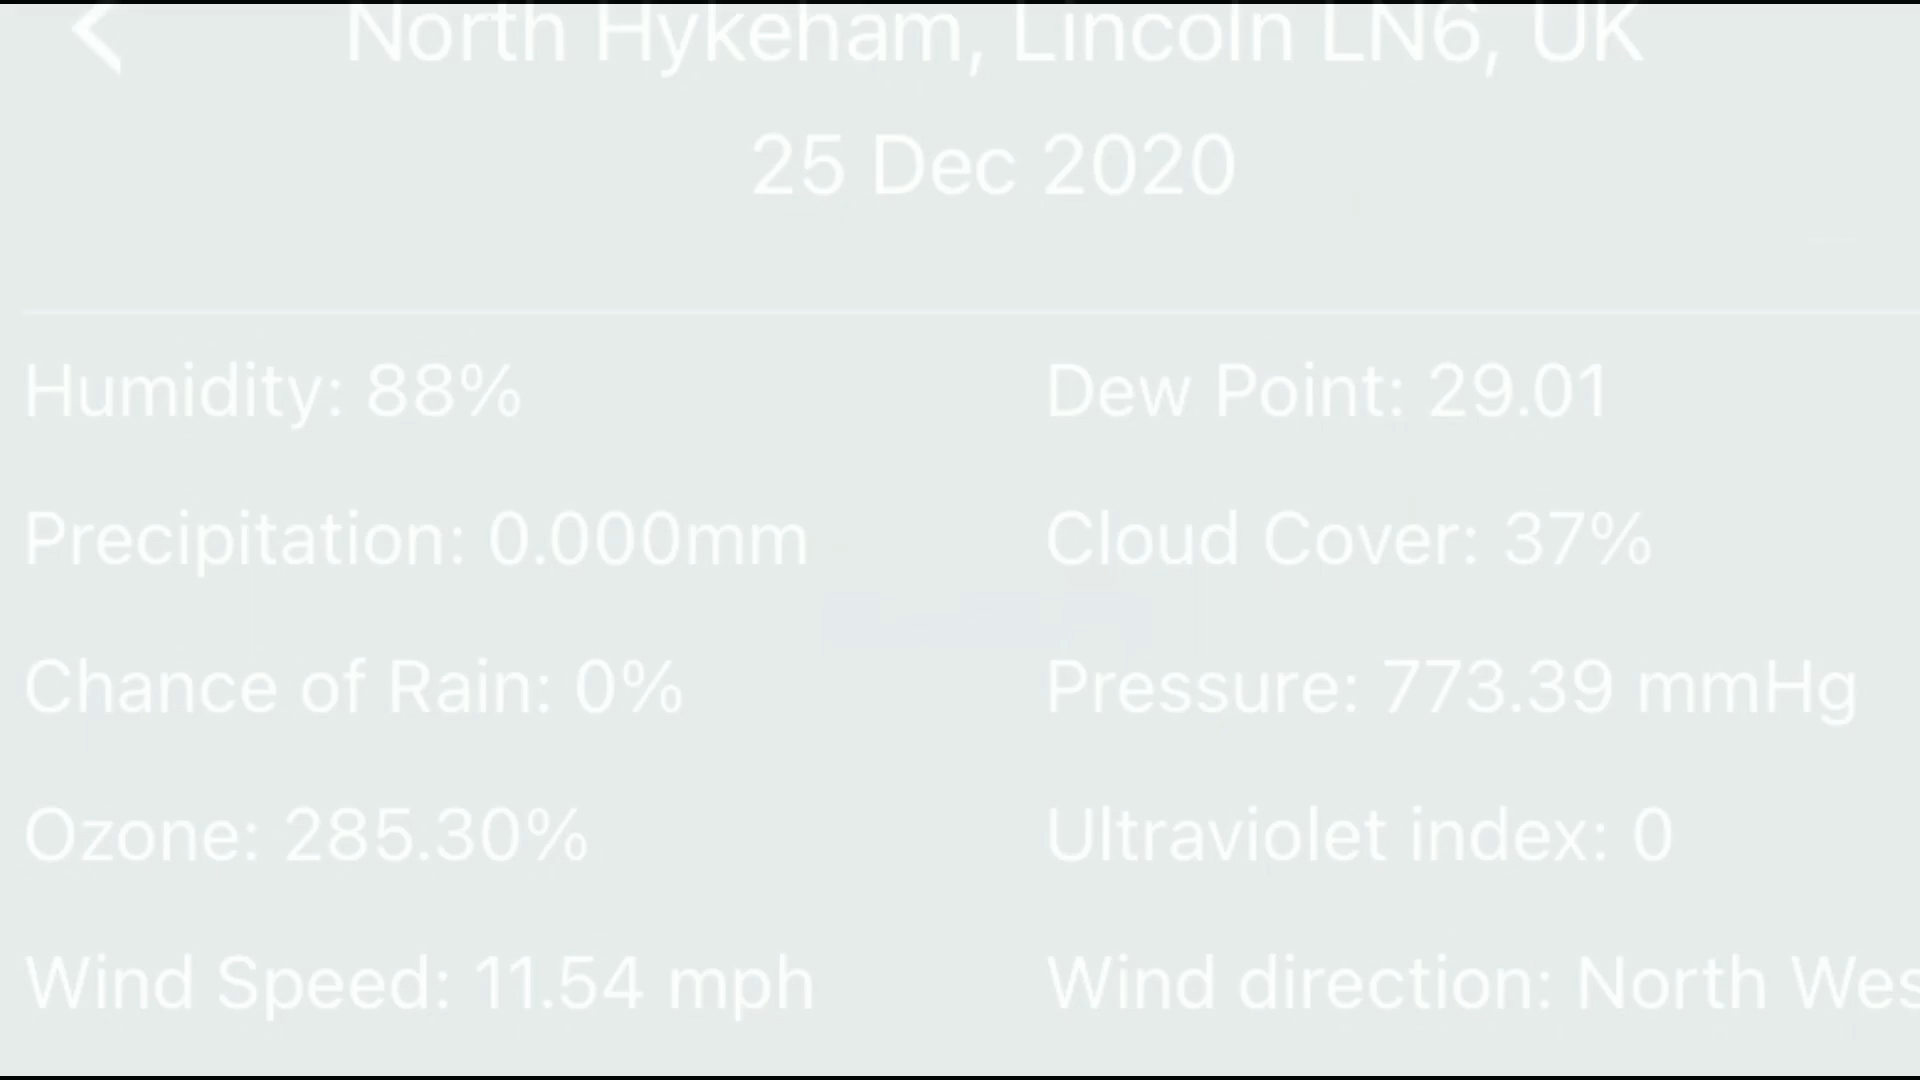 North Hykeham, Lincoln LN6, UK
25 Dec 2020
Humidity: 88%
Dew Point: 29.01
Precipitation: 0.000mm
Cloud Cover: 37%
Chance of Rain: 0%
Pressure: 773.39 mmHg
Ozone: 285.30%
Ultraviolet index: 0
Wind Speed: 11.54 mph
Wind direction: North Wes